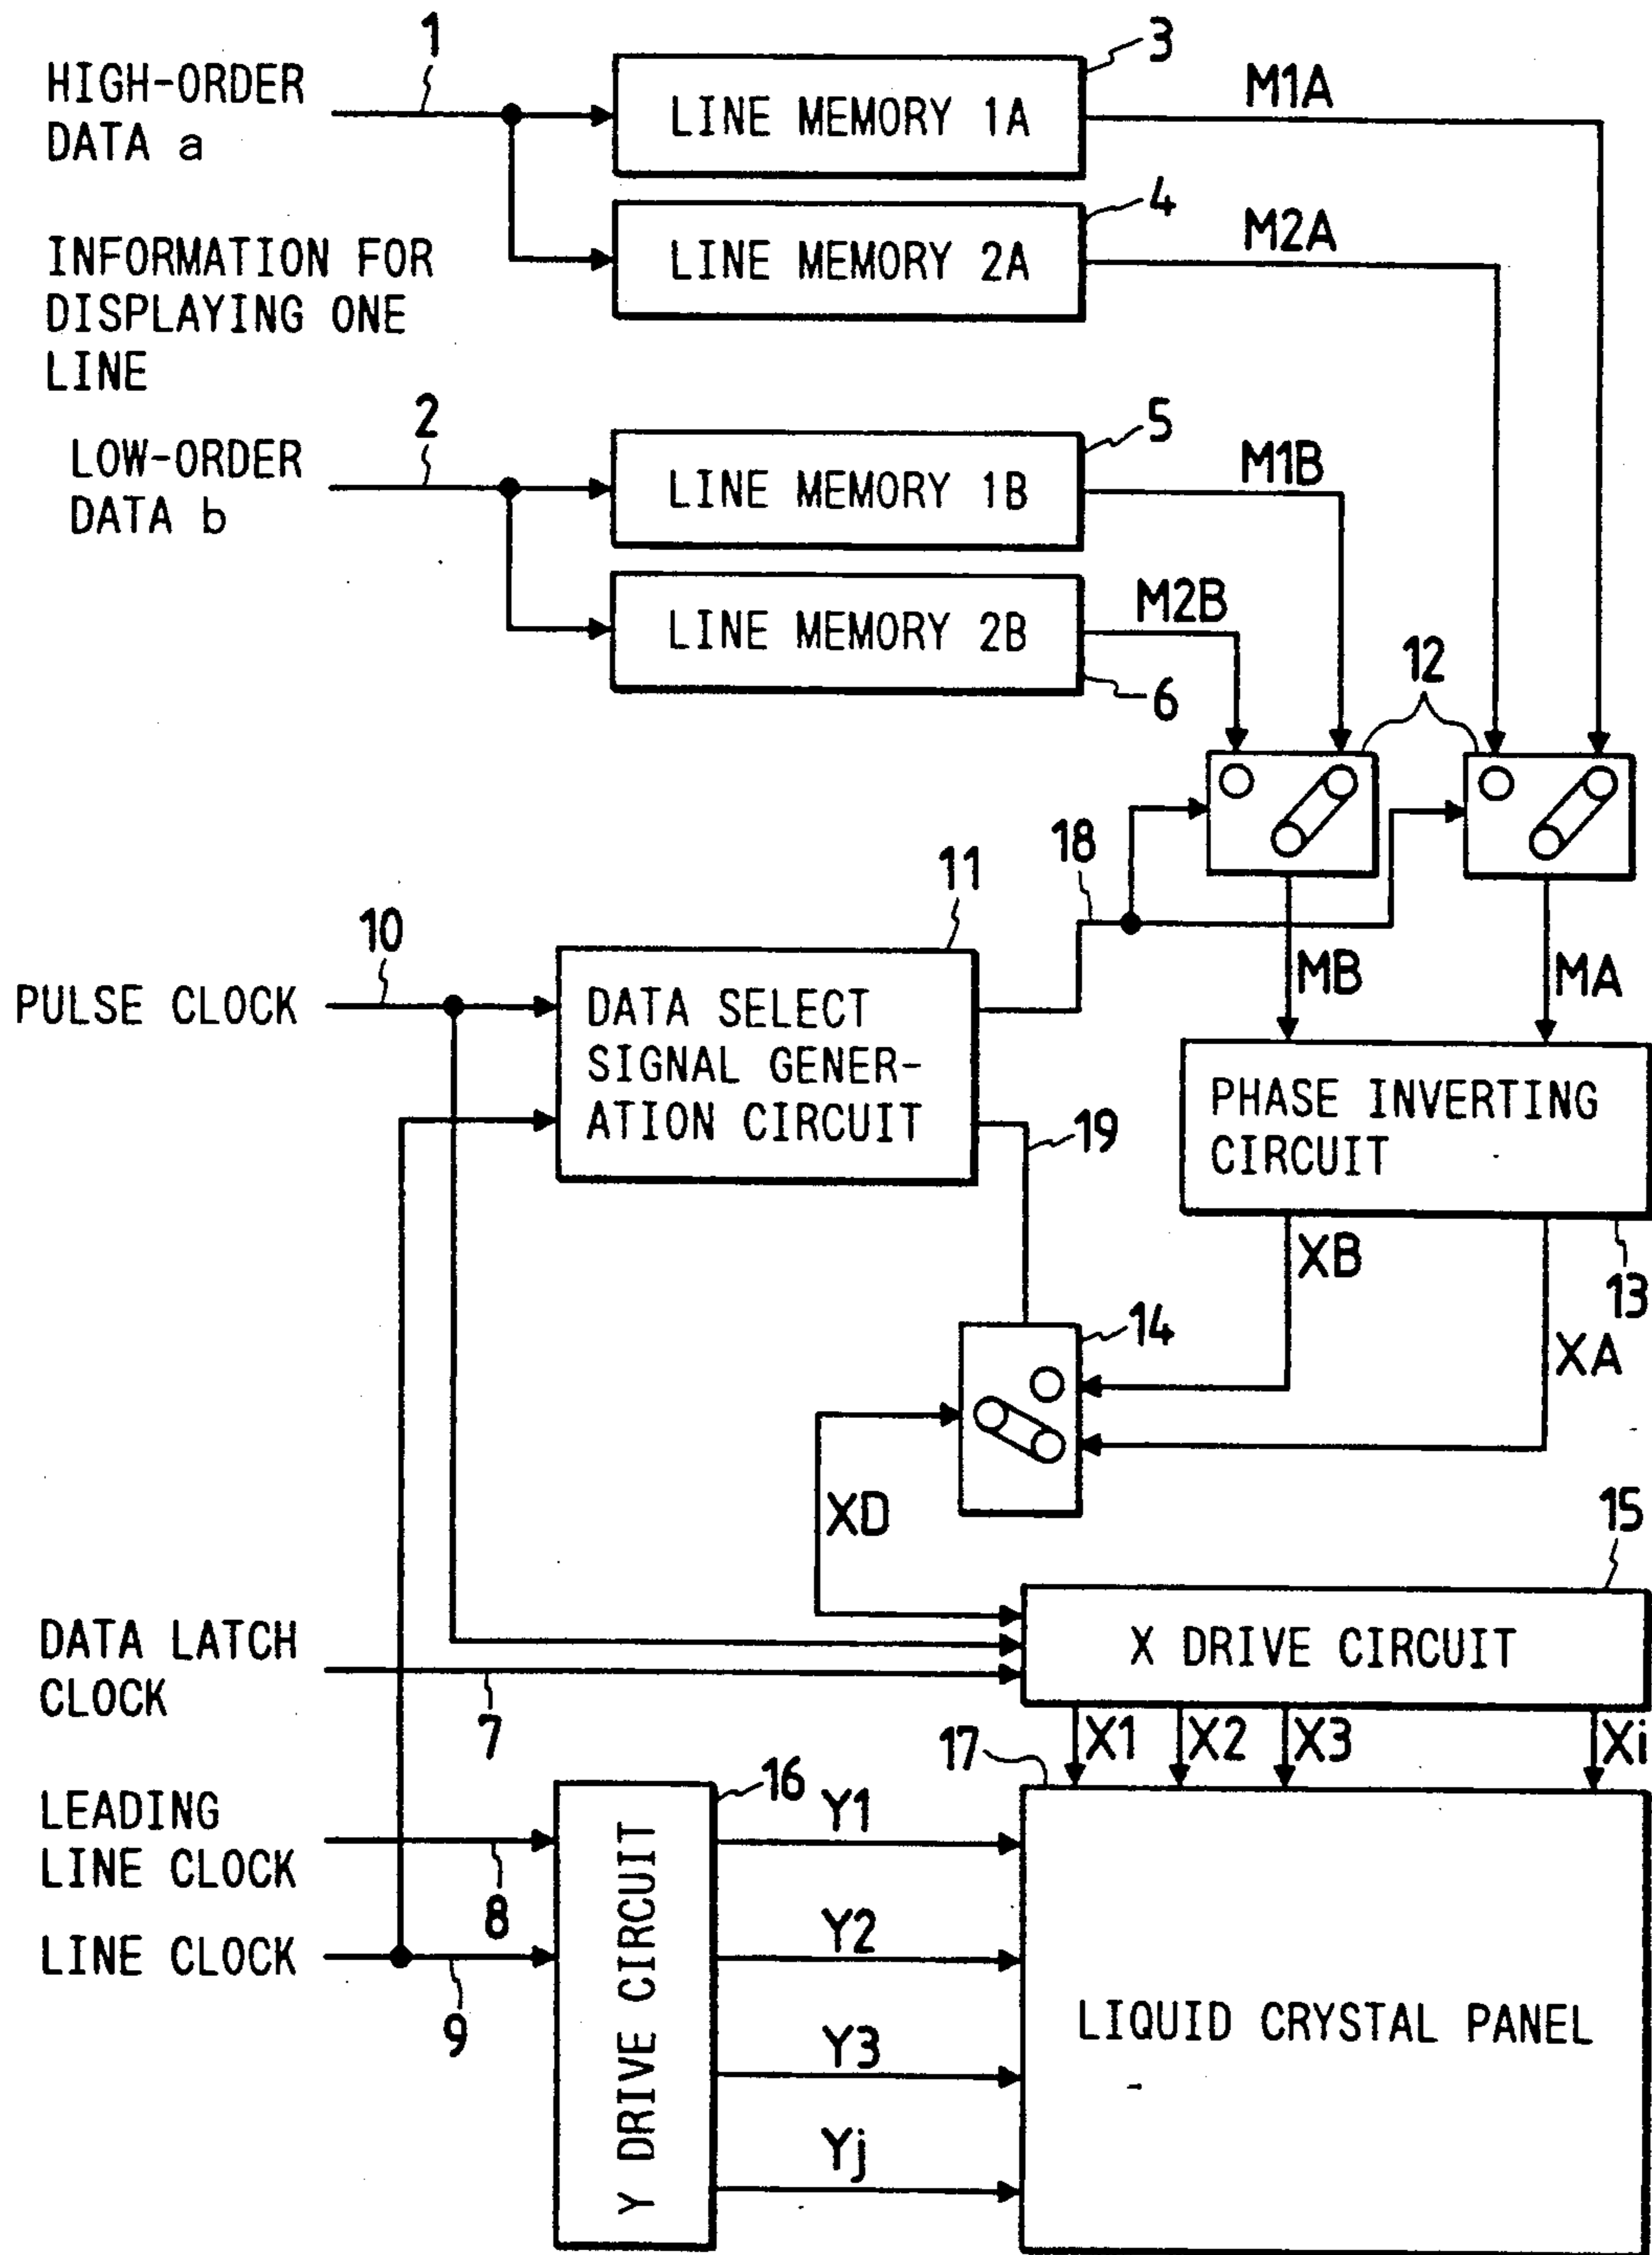 1
3
HIGH-ORDER
DATA a
LINE MEMORY 1A
M1A
4
LINE MEMORY 2A
M2A
INFORMATION FOR
DISPLAYING ONE
LINE
2
5
LOW-ORDER
DATA b
LINE MEMORY 1B
M1B
LINE MEMORY 2B
M2B
6
12
18
11
10
PULSE CLOCK
DATA SELECT
SIGNAL GENER-
ATION CIRCUIT
MB
MA
PHASE INVERTING
CIRCUIT
19
XB
13
14
XA
XD
15
DATA LATCH
CLOCK
7
X DRIVE CIRCUIT
X1
X2
X3
Xi
17
16
LEADING
LINE CLOCK
8
LINE CLOCK
9
Y DRIVE CIRCUIT
Y1
Y2
Y3
Yj
LIQUID CRYSTAL PANEL